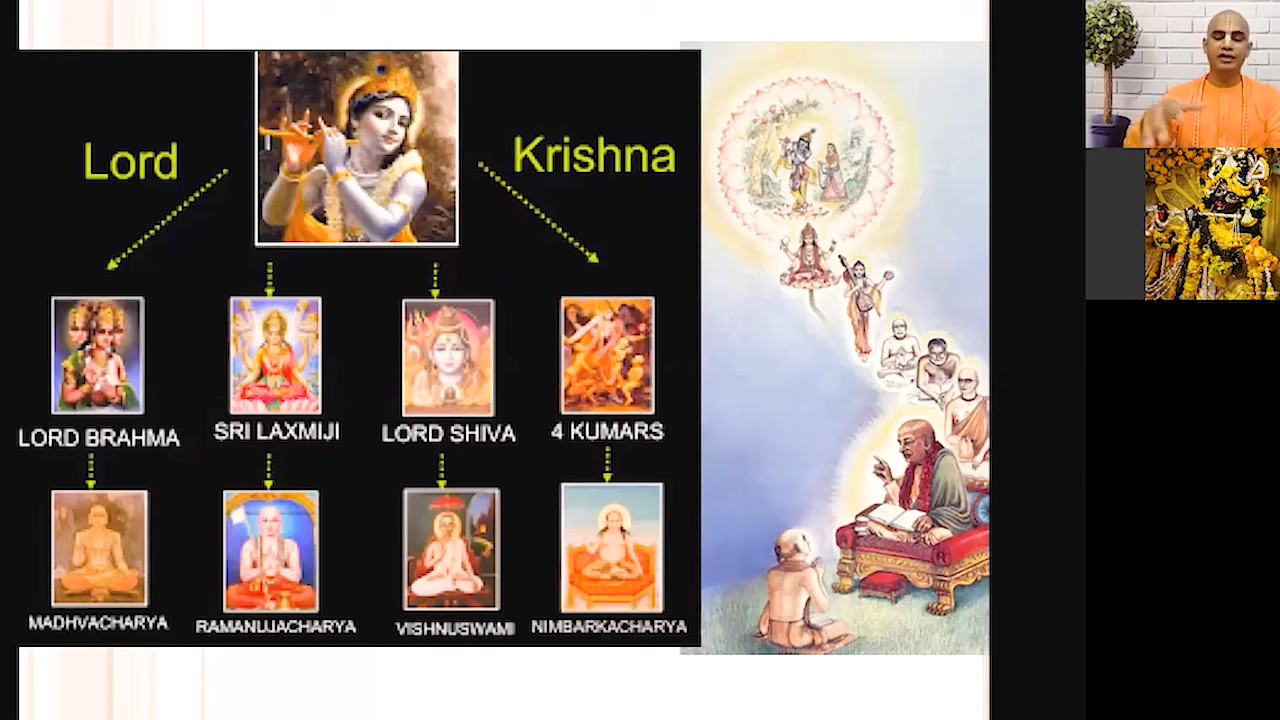 Lord Krishna
LORD BRAHMA SRI LAXMIJI LORD SHIVA 4 KUMARS
MADHVACHARYA RAMANUJACHARYA VISHNUSWAMI NIMBARKACHARYA